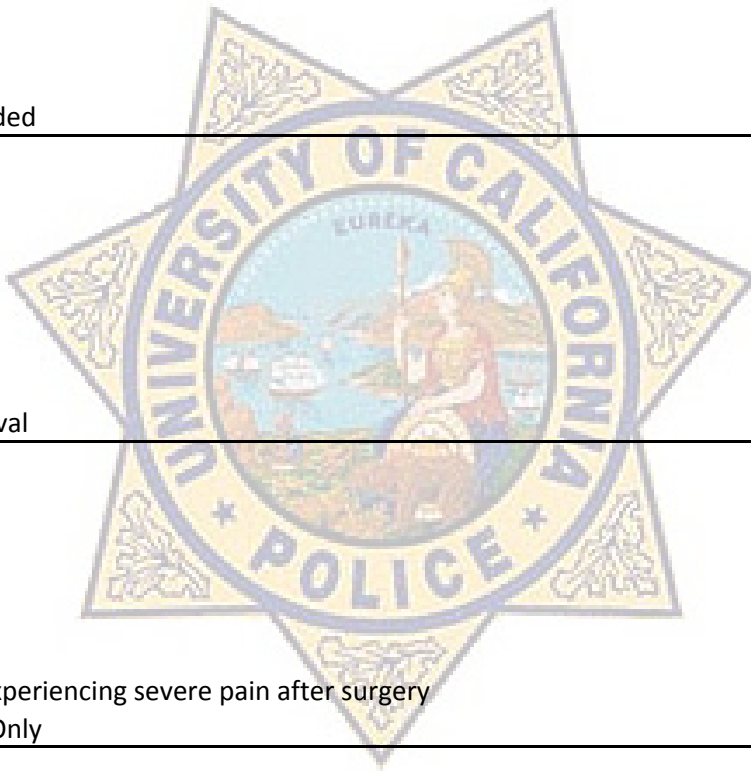 ded
UNIVERSITY OF CALIFORNIA
EUREKA
val
POLICE
xperiencing severe pain after surgery
Only